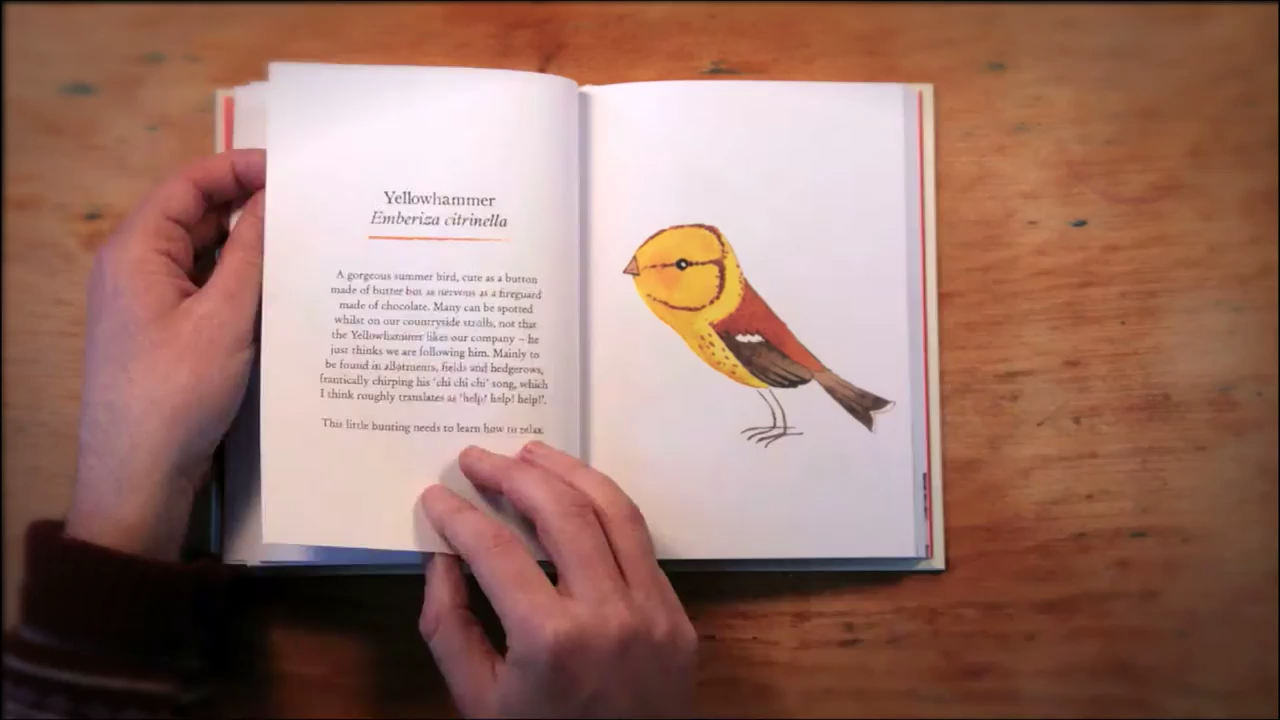 Yellowhammer
Emberiza citrinella
A gorgeous summer bird, cute as a button
made of butter but as nervous as a fireguard
made of chocolate. Many can be spotted
whilst on our countryside strolls, not that
the Yellowhammer likes our company – he
just thinks we are following him. Mainly to
be found in allotments, fields and hedgerows,
frantically chirping his 'chi chi chi' song, which
I think roughly translates as 'help! help! help!'.
This little bunting needs to learn how to relax.